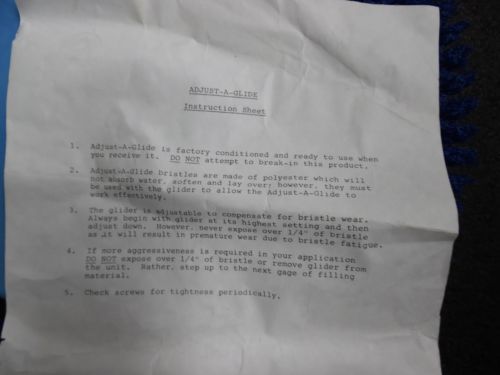 ADJUST-A-GLIDE
Instruction Sheet
1. Adjust-A-Glide is factory conditioned and ready to use when
you receive it. DO NOT attempt to break-in this product.
2. Adjust-A-Glide bristles are made of polyester which will
not absorb water, soften and lay over; however, they must
be used with the glider to allow the Adjust-A-Glide to
work effectively.
3. The glider is adjustable to compensate for bristle wear.
Always begin with glider at its highest setting and then
adjust down. However, never expose over 1/4" of bristle
as it will result in premature wear due to bristle fatigue.
4. If more aggressiveness is required in your application
DO NOT expose over 1/4" of bristle or remove glider from
the unit. Rather, step up to the next gage of filling
material.
5. Check screws for tightness periodically.